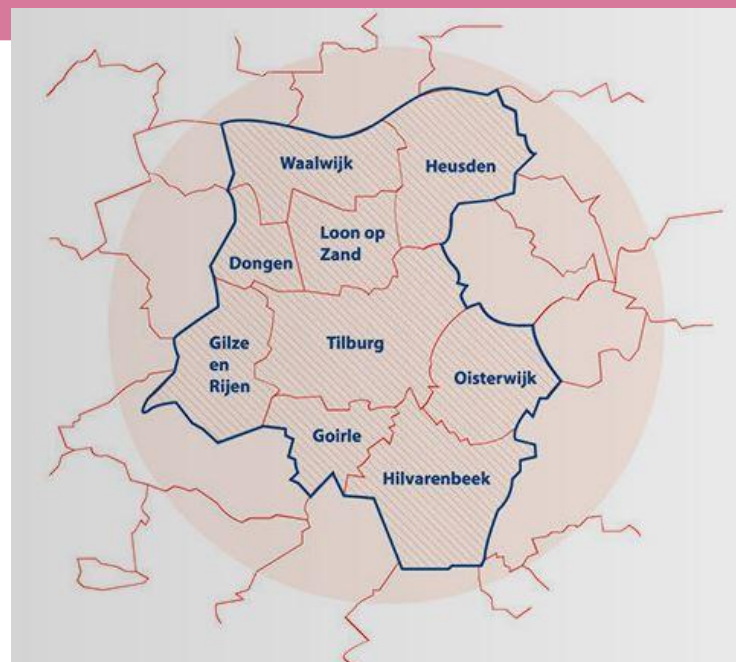 Waalwijk
Heusden
Loon op
Zand
Dongen
Gilze
en
Rijen
Tilburg
Oisterwijk
Goirle
Hilvarenbeek